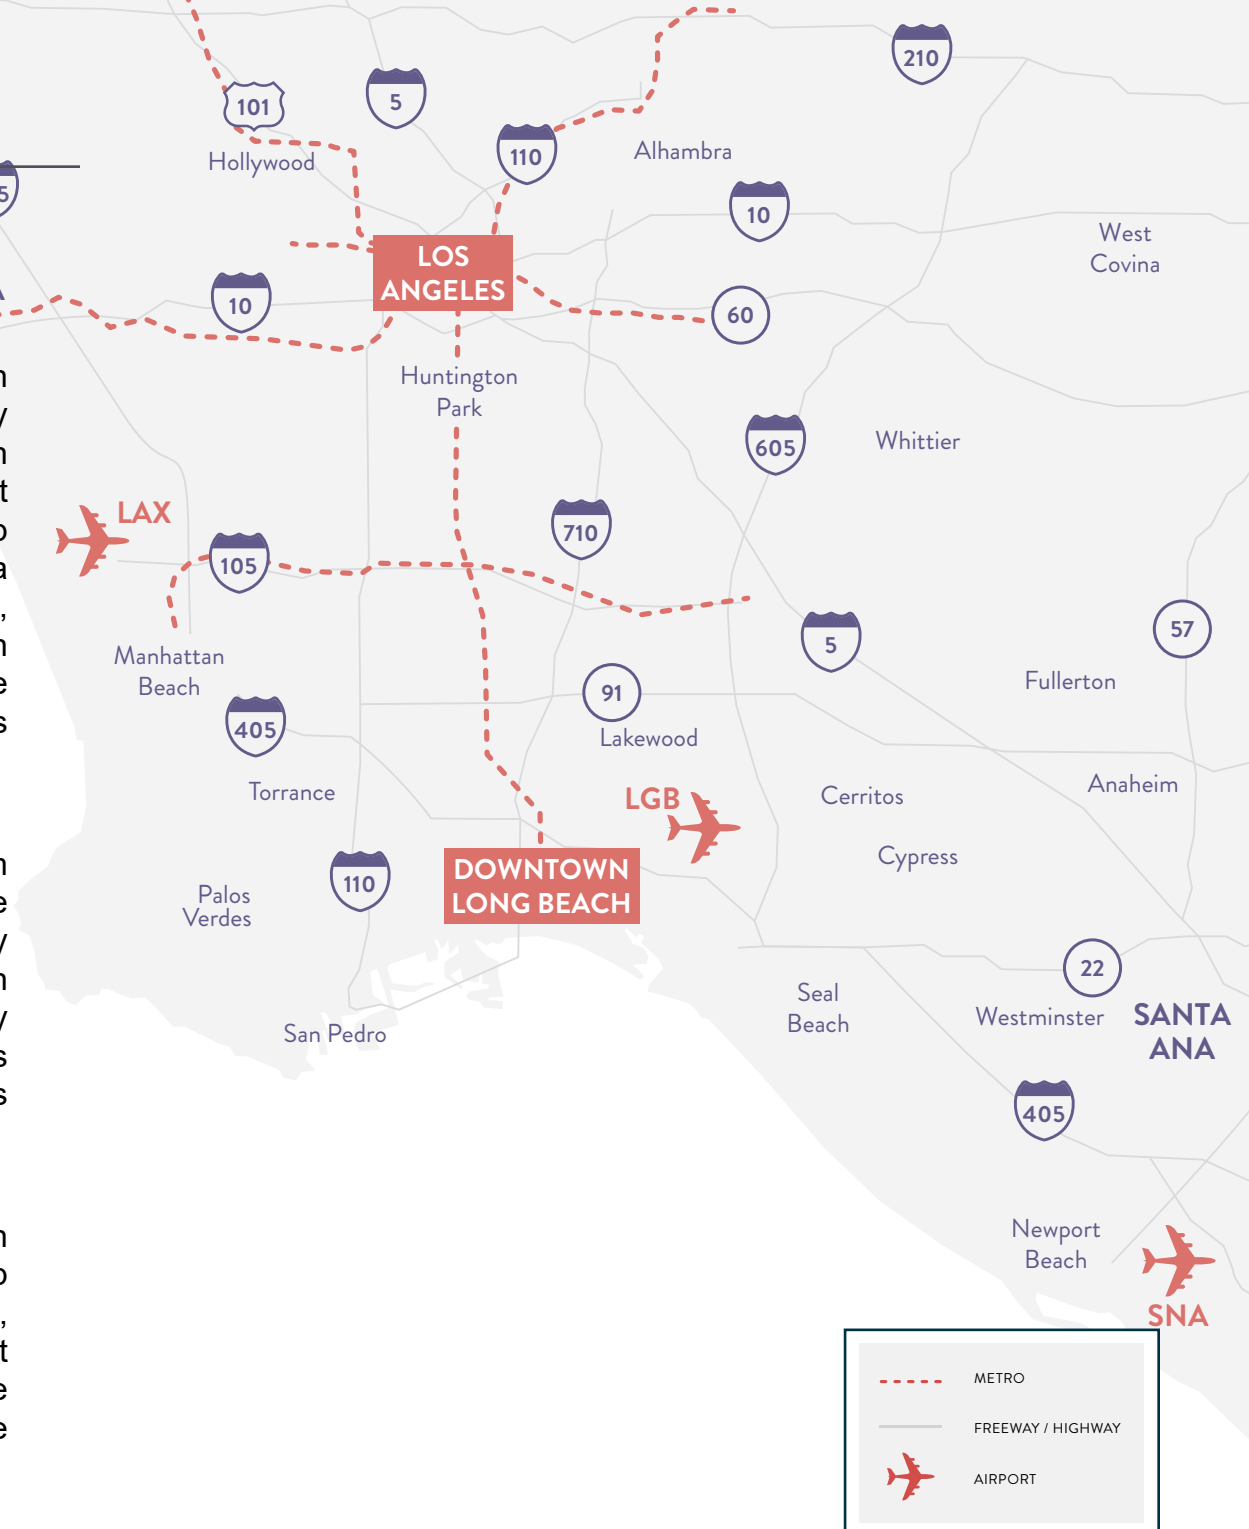 210
101
5
110
Hollywood
Alhambra
5
10
LOS
ANGELES
West
Covina
10
60
Huntington
Park
605
Whittier
LAX
710
105
57
5
Manhattan
Beach
Fullerton
91
405
Lakewood
Torrance
Anaheim
LGB
Cerritos
Cypress
DOWNTOWN
LONG BEACH
110
Palos
Verdes
22
Seal
Beach
Westminster
SANTA
ANA
San Pedro
405
Newport
Beach
SNA
METRO
FREEWAY / HIGHWAY
AIRPORT